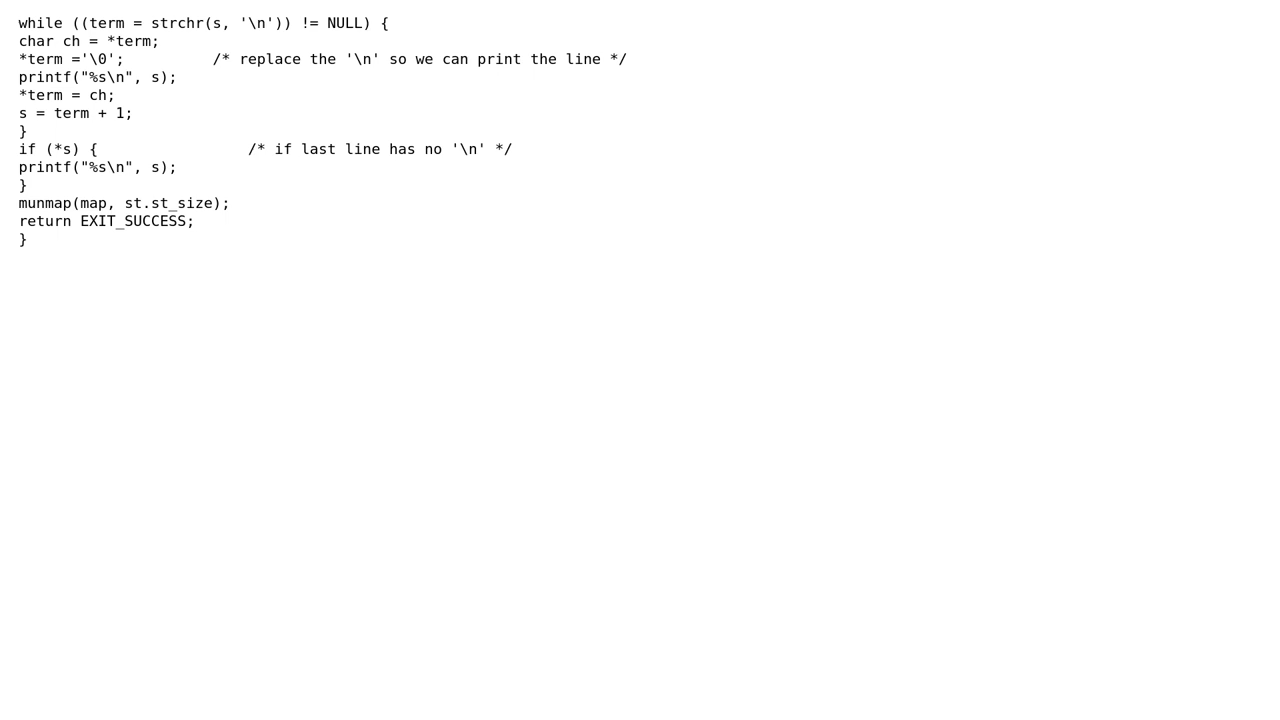 while ((term = strchr(s, '\n')) != NULL) {
char ch = *term;
*term ='\0';          /* replace the '\n' so we can print the line */
printf("%s\n", s);
*term = ch;
s = term + 1;
}
if (*s) {                 /* if last line has no '\n' */
printf("%s\n", s);
}
munmap(map, st.st_size);
return EXIT_SUCCESS;
}